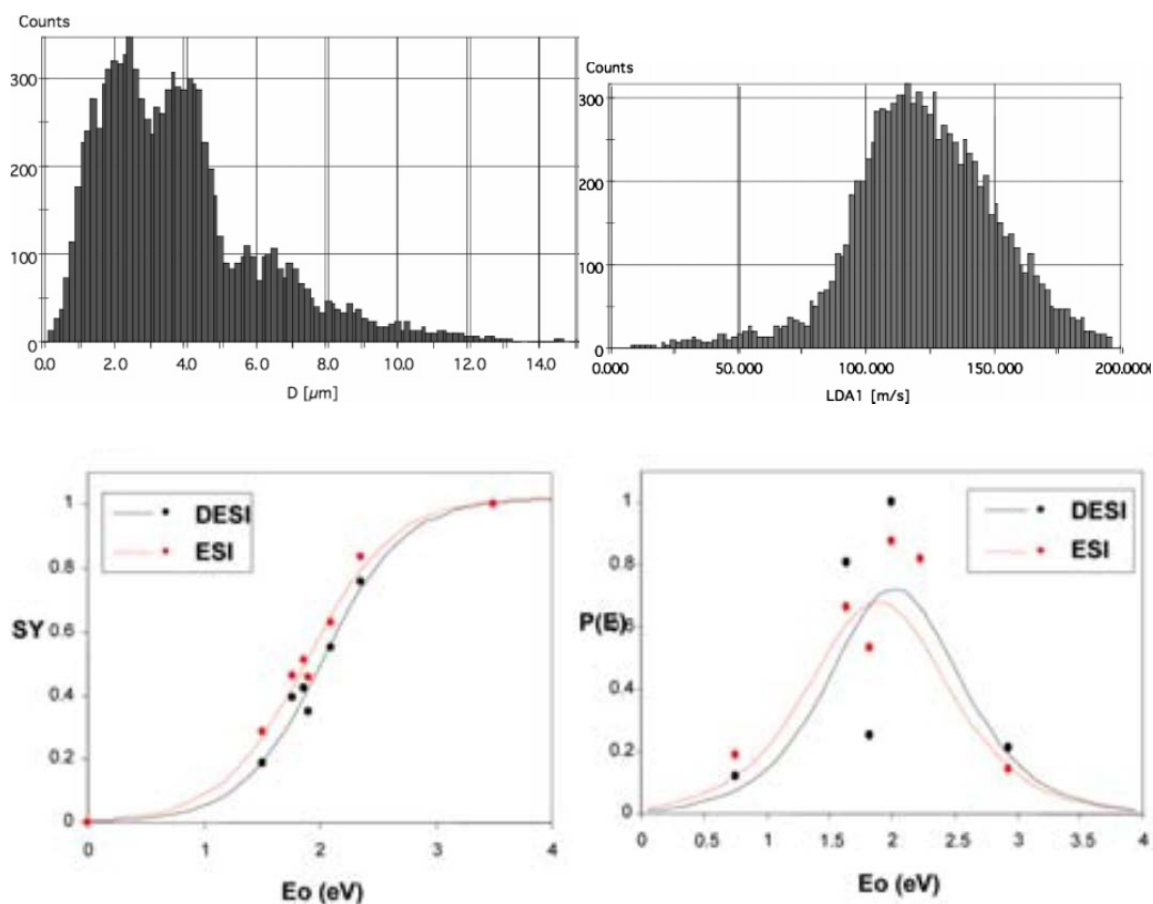 Counts
300
200
100
0
0.0 2.0 4.0 6.0 8.0 10.0 12.0 14.0
D [µm]
Counts
300
200
100
0
0.000 50.000 100.000 150.000 200.0000
LDA1 [m/s]
1
0.8
0.6
0.4
0.2
0
SY
DESI
ESI
0 1 2 3 4
Eo (eV)
1
0.8
0.4
0.2
0
P(E)
DESI
ESI
0 0.5 1 1.5 2 2.5 3 3.5 4
Eo (eV)